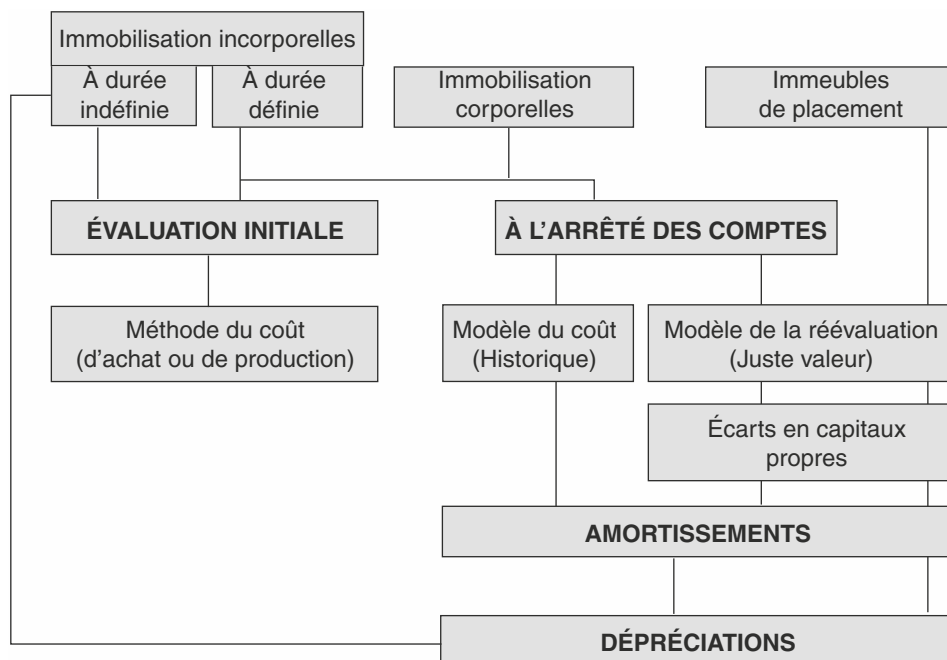 Immobilisation incorporelles
À durée
indéfinie
À durée
définie
Immobilisation
corporelles
Immeubles
de placement
ÉVALUATION INITIALE
À L'ARRÊTÉ DES COMPTES
Méthode du coût
(d'achat ou de production)
Modèle du coût
(Historique)
Modèle de la réévaluation
(Juste valeur)
Écarts en capitaux
propres
AMORTISSEMENTS
DÉPRÉCIATIONS